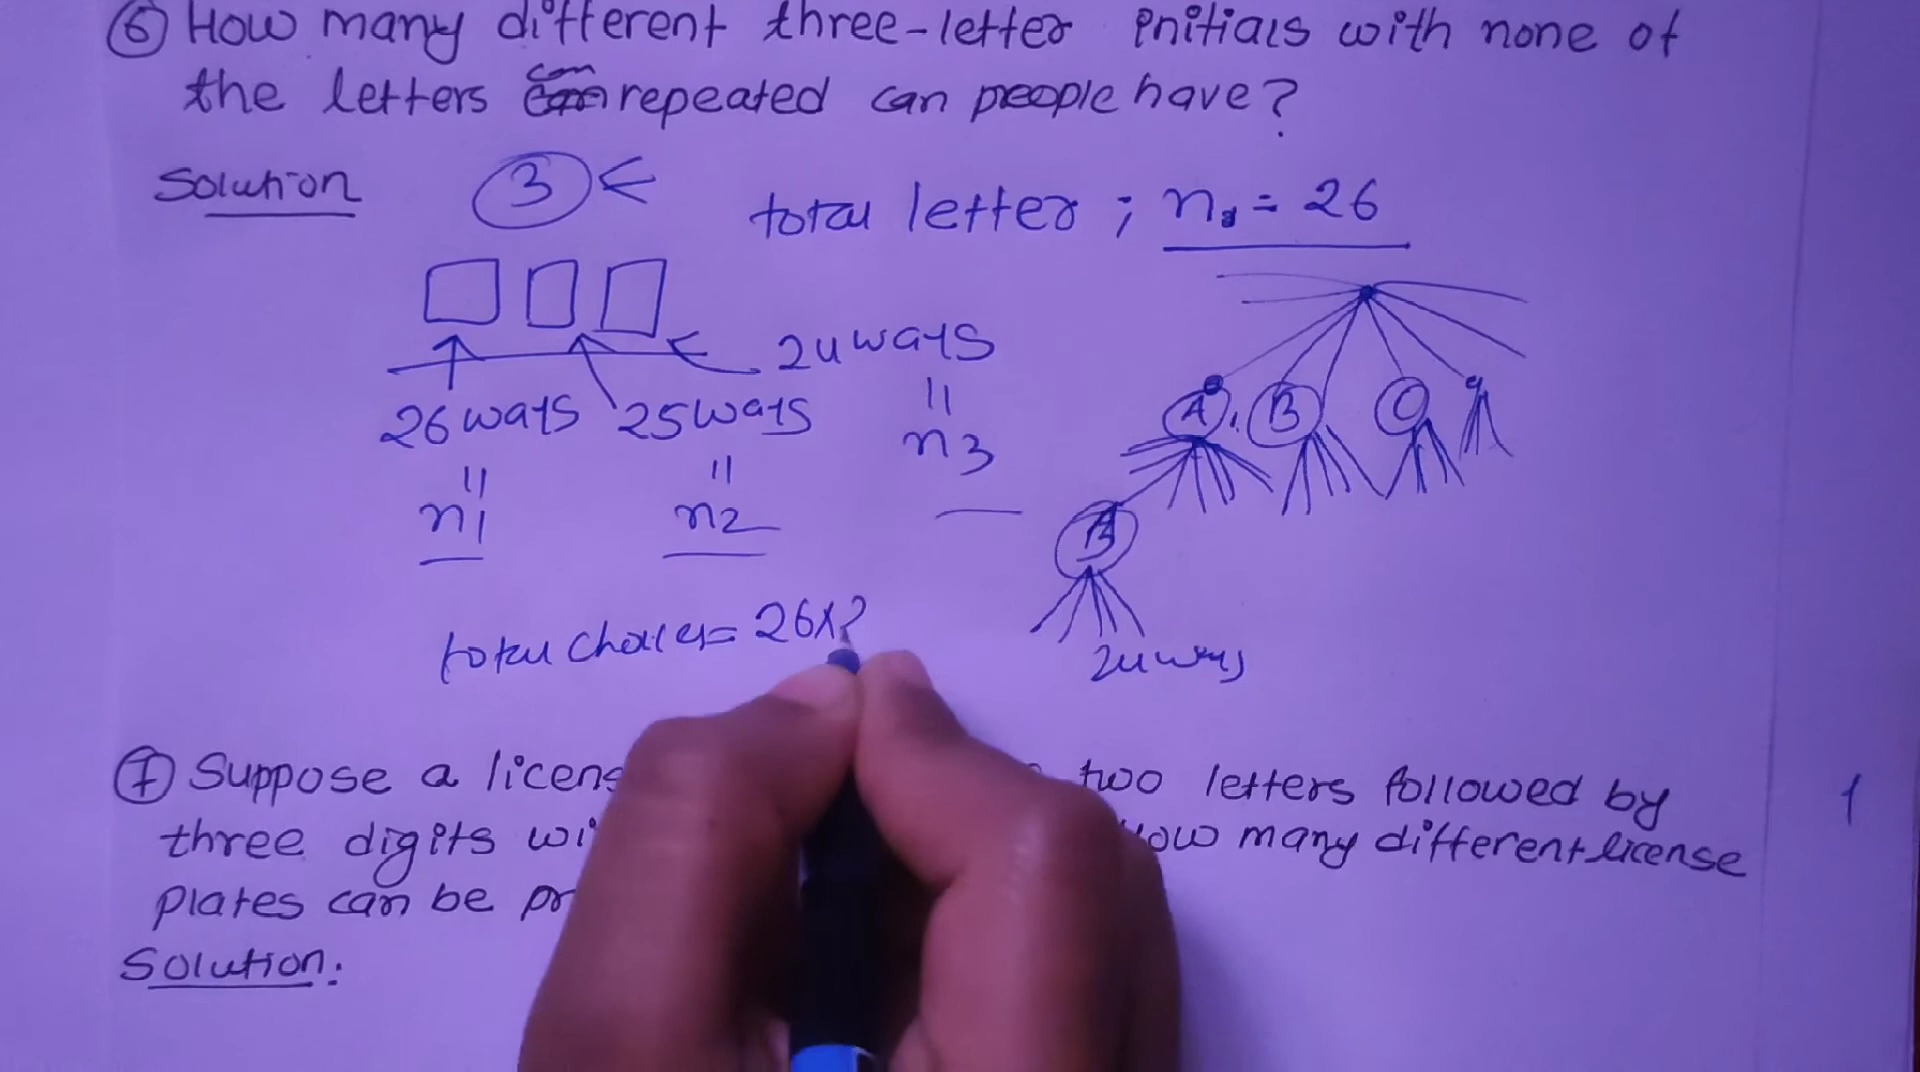 ⑥ How many different three-letter initials with none of
the letters can repeated can people have?
Solution
3
total letter ; n, = 26
24 ways
26 ways 25 ways
n1
n2
n3
A B C
B
total choices = 26x2
24 ways
⑦ Suppose a licens two letters followed by
three digits wi ow many different license
plates can be pr
Solution:
1